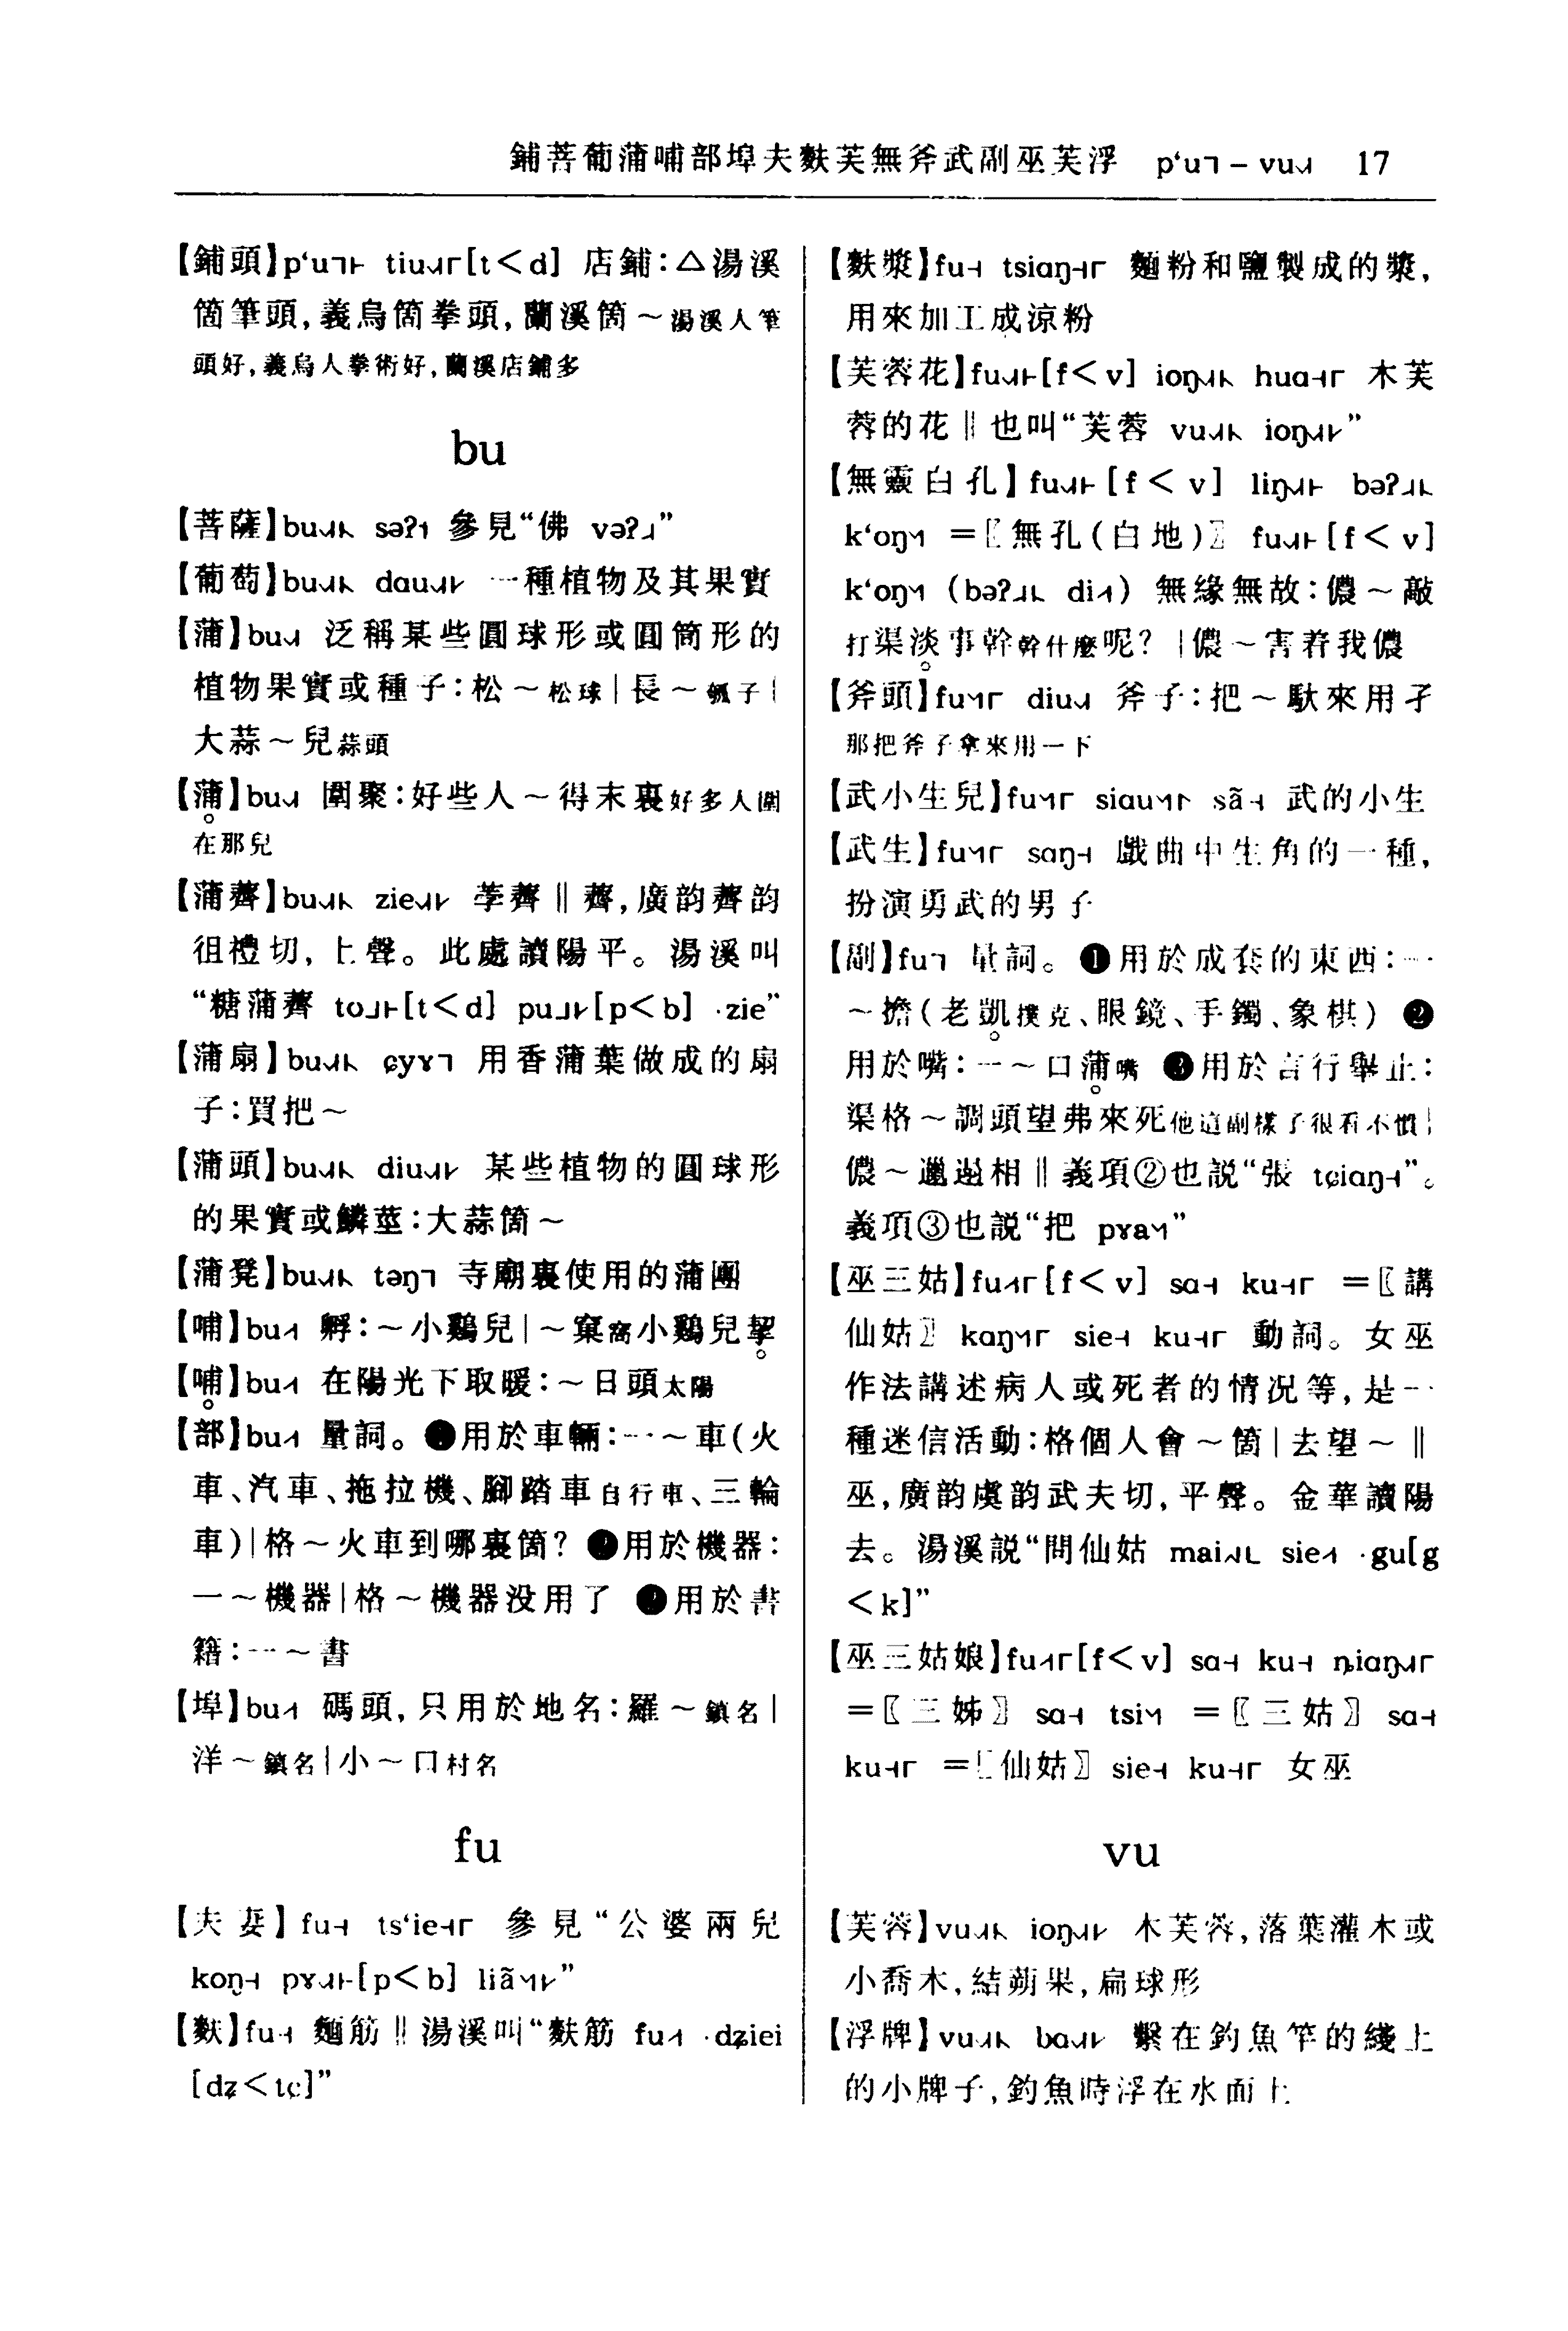 鋪菩葡蒲哺部埠夫麩芙無斧武副巫芙浮 pʻu˥ – vu 17
【鋪頭】pʻu tiu[t＜d] 店鋪：△湯溪
箇筆頭，義烏箇拳頭，蘭溪箇～湯溪人筆
頭好，義烏人拳術好，蘭溪店鋪多
bu
【菩薩】bu səʔ 參見“佛 vəʔ”
【葡萄】bu dau 一種植物及其果實
【蒲】bu 泛稱某些圓球形或圓筒形的
植物果實或種子：松～松球｜長～瓠子｜
大蒜～兒蒜頭
【蒲】bu 圍聚：好些人～得末裏好多人圍
在那兒
【蒲薺】bu zie 荸薺‖薺，廣韵薺韵
徂禮切，上聲。此處讀陽平。湯溪叫
“糖蒲薺 to[t＜d] pu[p＜b] ·zie”
【蒲扇】bu ɕyɤ˥ 用香蒲葉做成的扇
子：買把～
【蒲頭】bu diu 某些植物的圓球形
的果實或鱗莖：大蒜箇～
【蒲凳】bu təŋ˥ 寺廟裏使用的蒲團
【哺】bu 孵：～小鷄兒｜～窠窩小鷄兒
【哺】bu 在陽光下取暖：～日頭太陽
【部】bu 量詞。❶用於車輛：一～車（火
車、汽車、拖拉機、脚踏車自行車、三輪
車）｜格～火車到哪裏箇？ ❷用於機器：
一～機器｜格～機器没用了 用於書
籍：一～書
【埠】bu 碼頭，只用於地名：羅～鎮名｜
洋～鎮名｜小～口村名
fu
【夫妻】fu tsʻie 參見“公婆兩兒
koŋ pɤ[p＜b] liã”
【麩】fu 麵筋‖湯溪叫“麩筋 fu ·dʑiei
[dʑ＜tɕ]”
【麩漿】fu tsiaŋ 麵粉和鹽製成的漿，
用來加工成涼粉
【芙蓉花】fu[f＜v] ioŋ hua 木芙
蓉的花‖也叫“芙蓉 vu ioŋ”
【無靈白孔】fu[f＜v] liŋ bəʔ
kʻoŋ ＝〖無孔（白地）〗 fu[f＜v]
kʻoŋ （bəʔ di） 無緣無故：儂～敲
打渠淡事幹幹什麼呢？｜儂～害着我儂
【斧頭】fu diu 斧子：把～馱來用孑
那把斧子拿來用一下
【武小生兒】fu siau sã 武的小生
【武生】fu saŋ 戲曲中生角的一種，
扮演勇武的男子
【副】fu˥ 量詞。❶用於成套的東西：一
～擔（老凱撲克、眼鏡、手鐲、象棋） ❷
用於嘴：一～口蒲嘴 ❸用於言行舉止：
渠格～調頭望弗來死他這副樣子很看不慣｜
儂～邋遢相‖義項②也説“張 tɕiaŋ”。
義項③也説“把 pɤa”
【巫三姑】fu[f＜v] sa ku ＝〖講
仙姑〗 kaŋ sie ku 動詞。女巫
作法講述病人或死者的情况等，是一
種迷信活動：格個人會～箇｜去望～‖
巫，廣韵虞韵武夫切，平聲。金華讀陽
去。湯溪説“問仙姑 mai sie ·gu[g
＜k]”
【巫三姑娘】fu[f＜v] sa ku ȵiaŋ
＝〖三姊〗 sa tsi ＝〖三姑〗 sa
ku ＝〖仙姑〗 sie ku 女巫
vu
【芙蓉】vu ioŋ 木芙蓉，落葉灌木或
小喬木，結蒴果，扁球形
【浮牌】vu ba 繫在釣魚竿的綫上
的小牌子，釣魚時浮在水面上